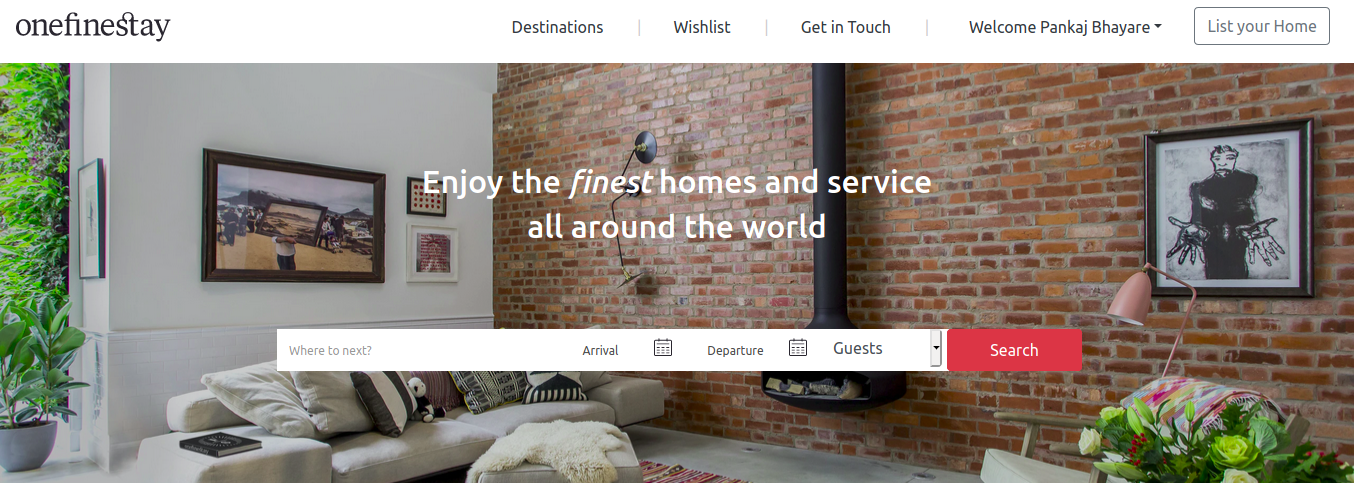 onefinestay
Destinations | Wishlist | Get in Touch | Welcome Pankaj Bhayare
List your Home
Enjoy the finest homes and service
all around the world
Where to next?
Arrival
Departure
Guests
Search